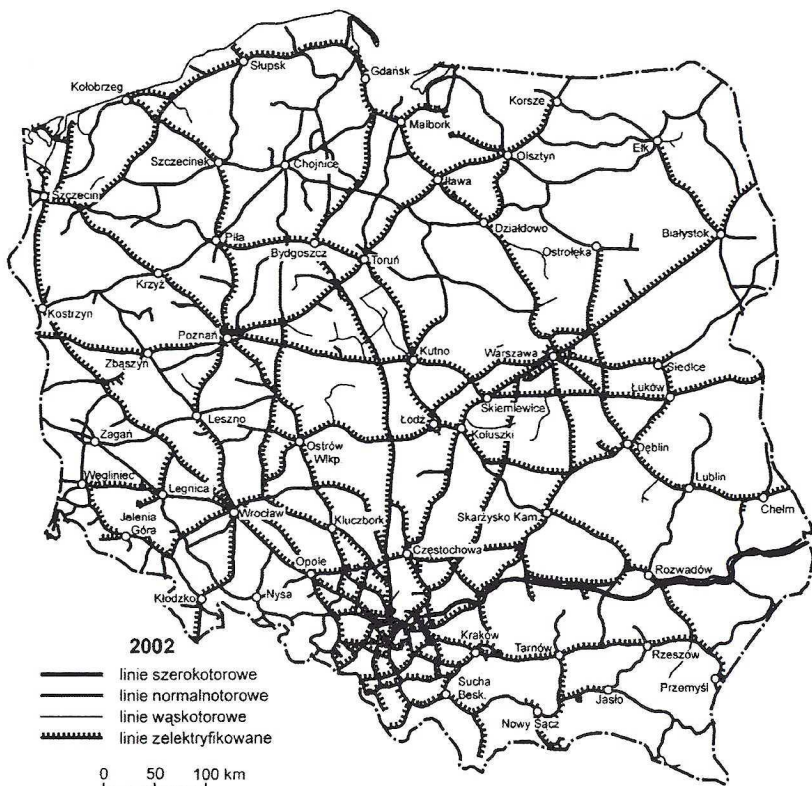 Słupsk
Gdańsk
Kołobrzeg
Korsze
Malbork
Ełk
Szczecinek
Chojnice
Olsztyn
Iława
Szczecin
Działdowo
Białystok
Piła
Ostrołęka
Bydgoszcz
Toruń
Krzyż
Kostrzyn
Poznań
Kutno
Warszawa
Zbąszyń
Siedlce
Skierniewice
Łuków
Leszno
Łódź
Koluszki
Żagań
Ostrów
Wlkp
Dęblin
Węgliniec
Legnica
Lublin
Wrocław
Kluczbork
Skarżysko Kam.
Chełm
Jelenia
Góra
Częstochowa
Opole
Rozwadów
Kłodzko
Nysa
2002
Kraków
Tarnów
Rzeszów
linie szerokotorowe
linie normalnotorowe
linie wąskotorowe
linie zelektryfikowane
Sucha
Besk.
Przemyśl
Jasło
Nowy Sącz
0 50 100 km